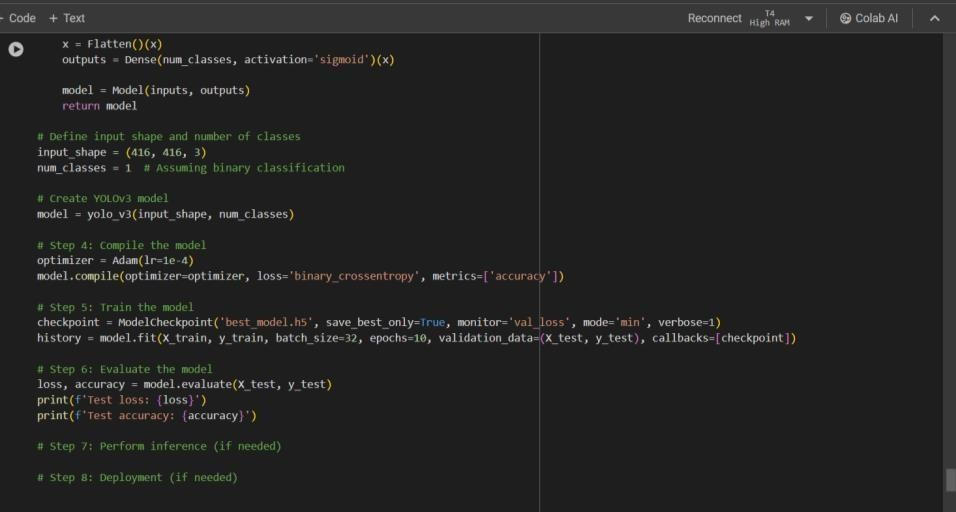 Code + Text
Reconnect T4 High RAM Colab AI
x = Flatten()(x)
outputs = Dense(num_classes, activation='sigmoid')(x)
model = Model(inputs, outputs)
return model
# Define input shape and number of classes
input_shape = (416, 416, 3)
num_classes = 1  # Assuming binary classification
# Create YOLOv3 model
model = yolo_v3(input_shape, num_classes)
# Step 4: Compile the model
optimizer = Adam(lr=1e-4)
model.compile(optimizer=optimizer, loss='binary_crossentropy', metrics=['accuracy'])
# Step 5: Train the model
checkpoint = ModelCheckpoint('best_model.h5', save_best_only=True, monitor='val_loss', mode='min', verbose=1)
history = model.fit(X_train, y_train, batch_size=32, epochs=10, validation_data=(X_test, y_test), callbacks=[checkpoint])
# Step 6: Evaluate the model
loss, accuracy = model.evaluate(X_test, y_test)
print(f'Test loss: {loss}')
print(f'Test accuracy: {accuracy}')
# Step 7: Perform inference (if needed)
# Step 8: Deployment (if needed)